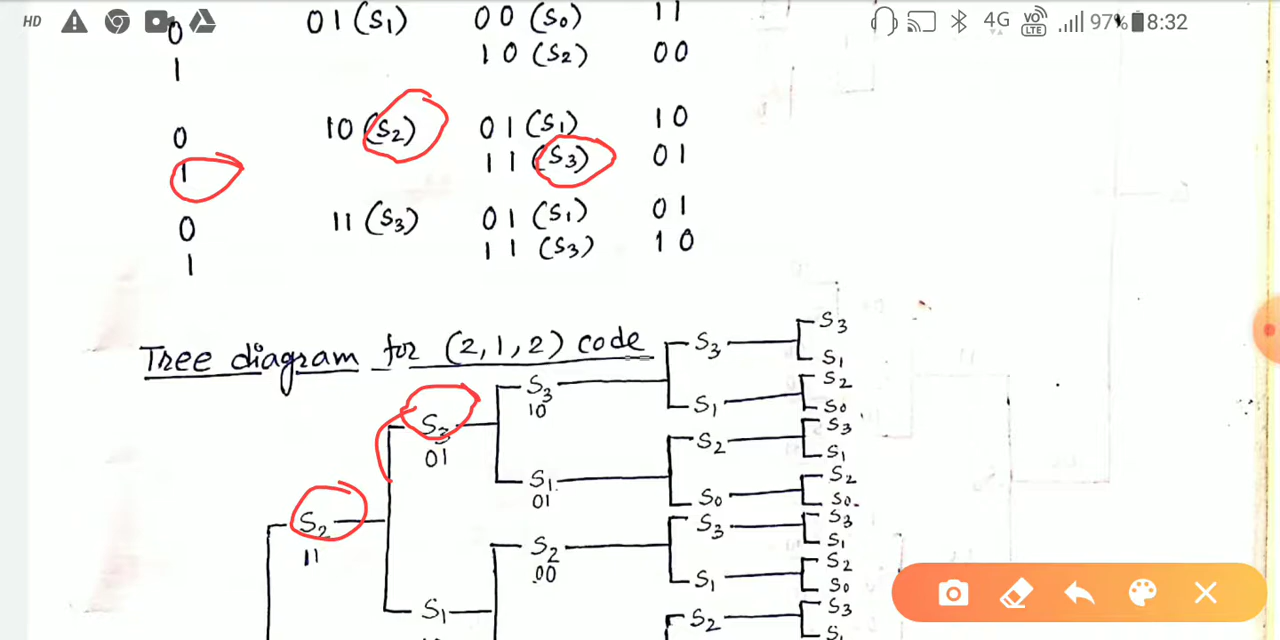 HD 4G VO LTE 97% 8:32
0 01 (S1) 00 (S0) 11
1 10 (S2) 00
0 10 (S2) 01 (S1) 10
1 11 (S3) 01
0 11 (S3) 01 (S1) 01
1 11 (S3) 10
Tree diagram for (2,1,2) code
S3
S3
S1
S2
S3
10
S1
S0
S3
S3
01
S2
S1
S1
01
S2
S0
S0
S2
11
S3
S3
S1
S2
00
S2
S1
S0
S1
S2
S3
S1